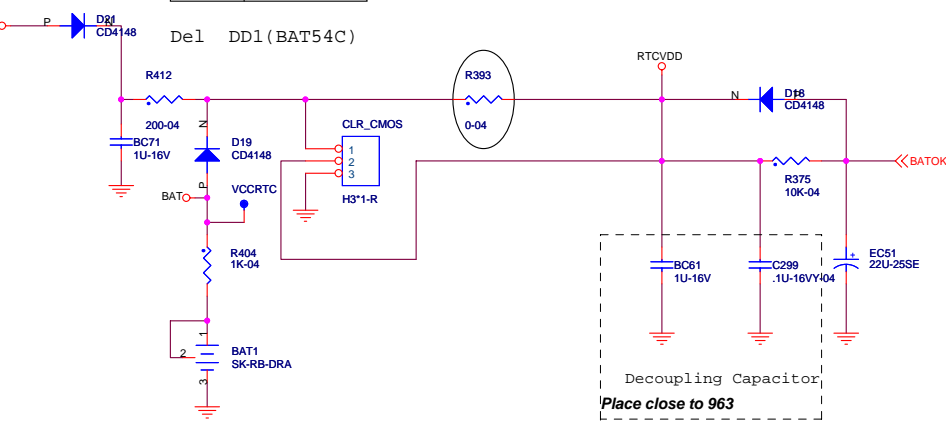 P
D21
N
CD4148
Del DD1(BAT54C)
R412
200-04
BC71
1U-16V
N
D19
CD4148
P
BAT
VCCRTC
R404
1K-04
1
2
BAT1
SK-RB-DRA
3
CLR_CMOS
1
2
3
H3*1-R
R393
0-04
RTCVDD
N
D18
P
CD4148
BATOK
R375
10K-04
BC61
1U-16V
C299
.1U-16VY-04
+
EC51
22U-25SE
Decoupling Capacitor
Place close to 963